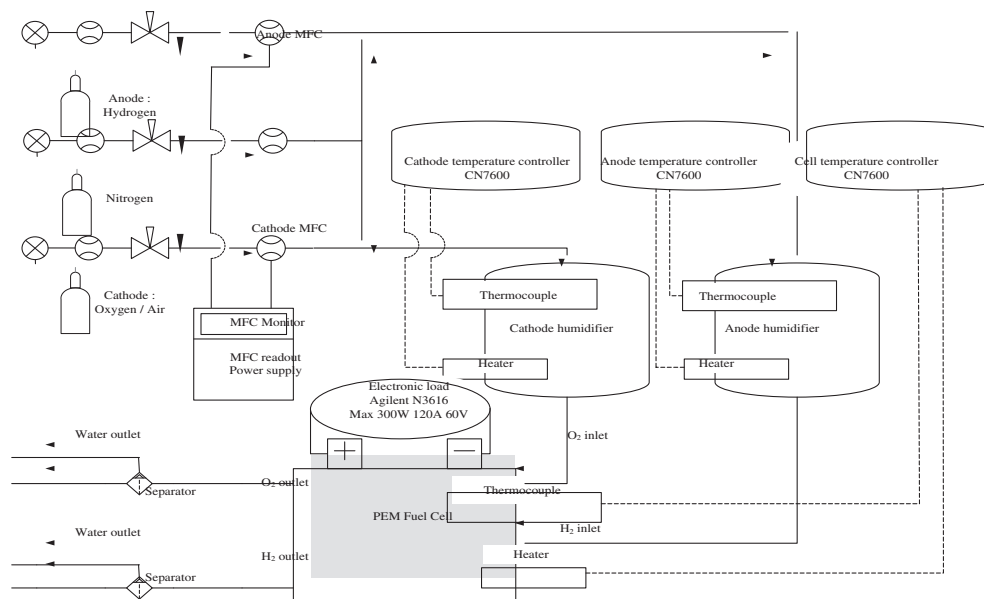 Anode MFC
Anode :
Hydrogen
Cathode temperature controller
CN7600
Anode temperature controller
CN7600
Cell temperature controller
CN7600
Nitrogen
Cathode MFC
Cathode :
Oxygen / Air
MFC Monitor
MFC readout
Power supply
Thermocouple
Cathode humidifier
Heater
Thermocouple
Anode humidifier
Heater
Electronic load
Agilent N3616
Max 300W 120A 60V
+
−
O₂ inlet
Water outlet
Separator
O₂ outlet
Thermocouple
PEM Fuel Cell
H₂ inlet
Water outlet
Separator
H₂ outlet
Heater